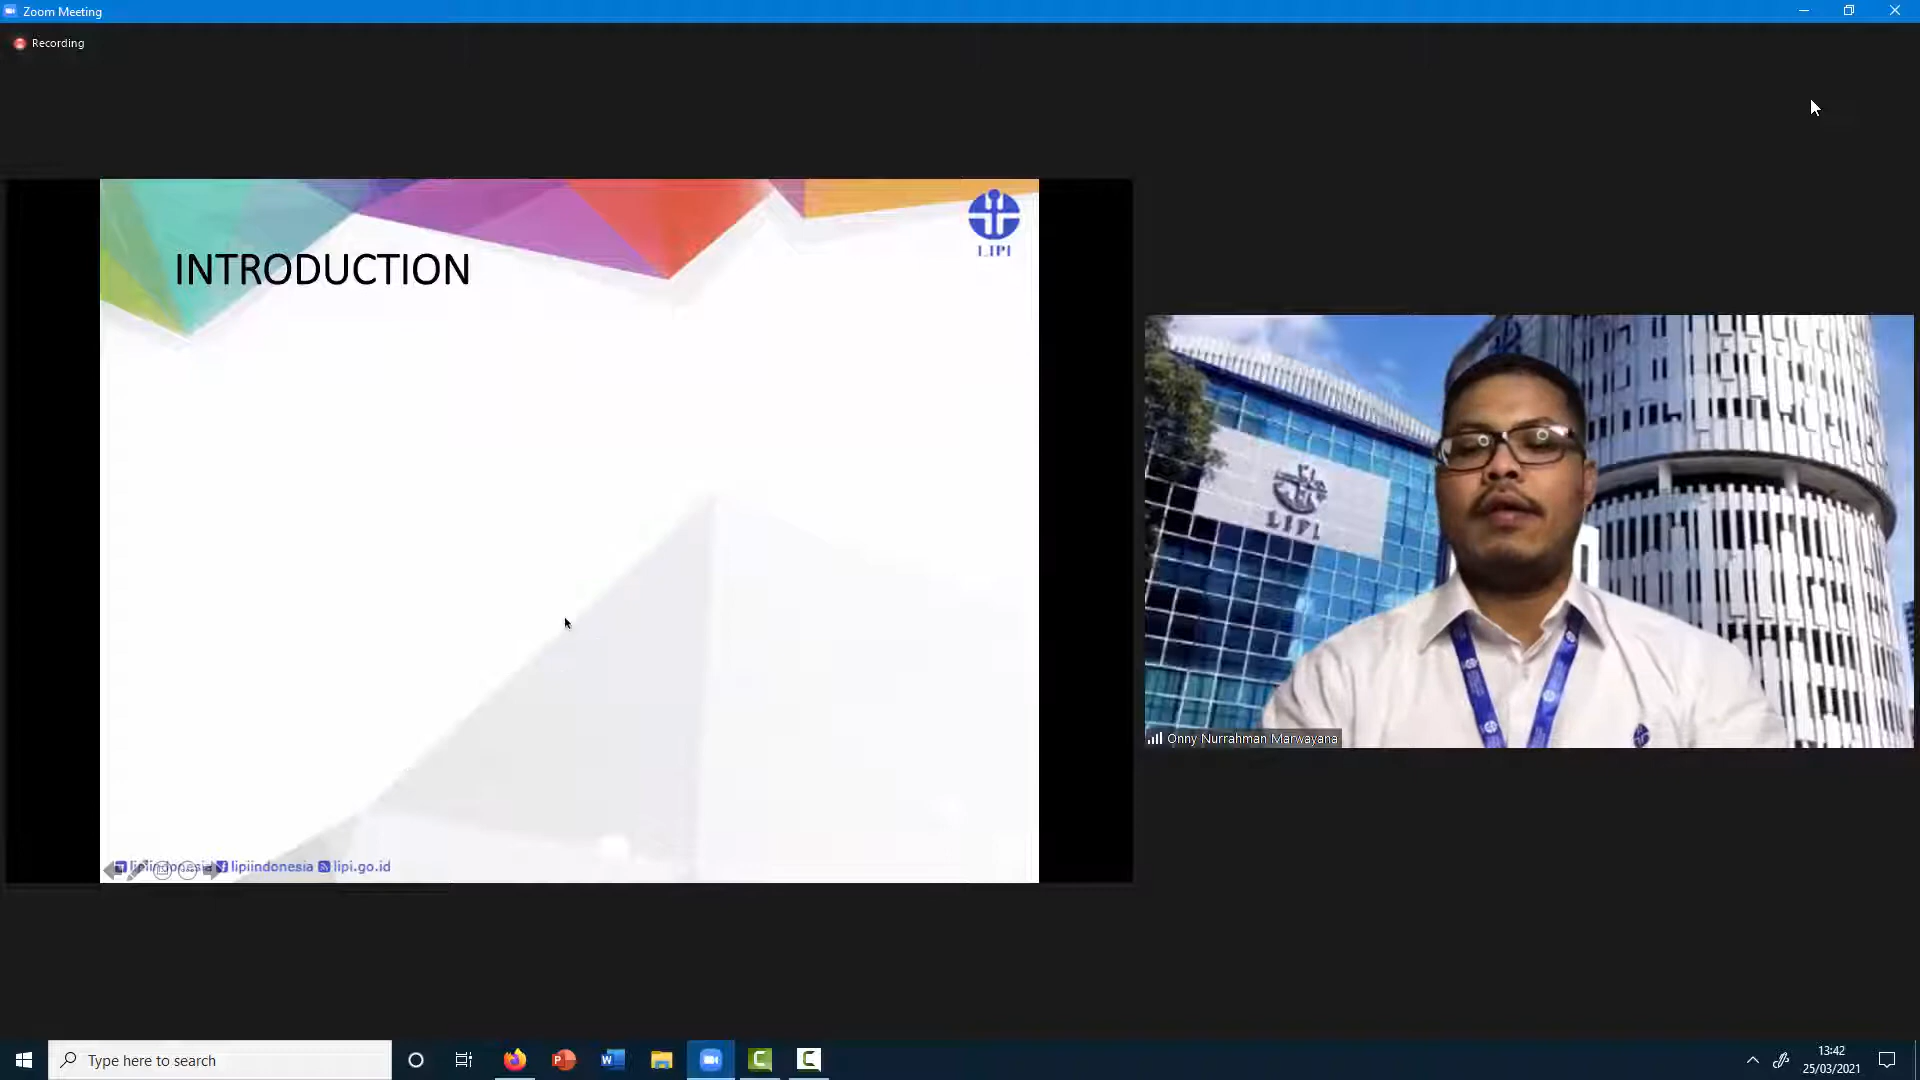 Zoom Meeting
Recording
INTRODUCTION
LIPI
LIPI
lipiindonesia lipiindonesia lipi.go.id
Onny Nurrahman Marwayana
Type here to search
13:42
25/03/2021